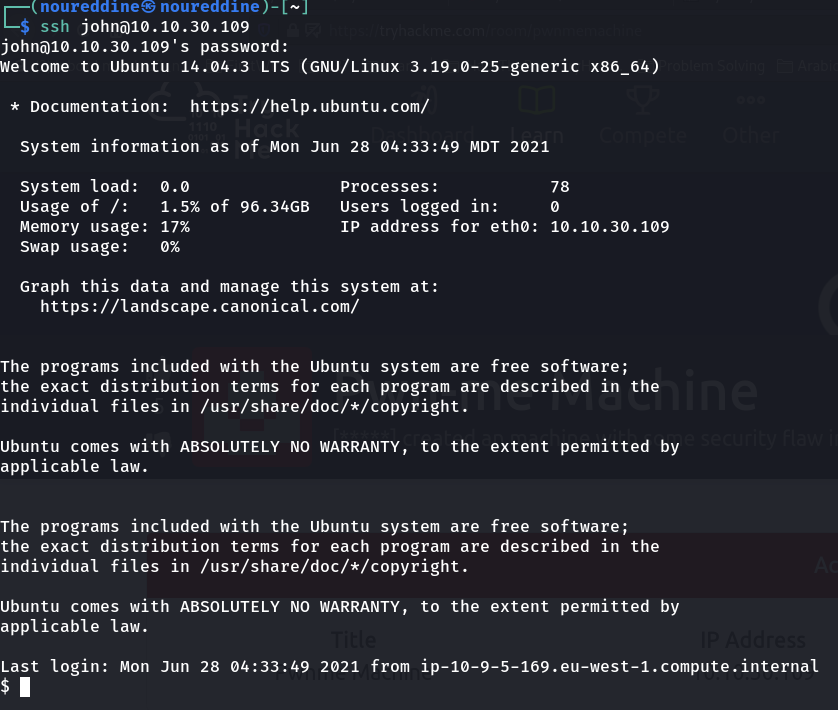 ┌──(noureddine㉿noureddine)-[~]
└─$ ssh john@10.10.30.109
john@10.10.30.109's password:
Welcome to Ubuntu 14.04.3 LTS (GNU/Linux 3.19.0-25-generic x86_64)
* Documentation:  https://help.ubuntu.com/
System information as of Mon Jun 28 04:33:49 MDT 2021
System load:  0.0               Processes:           78
Usage of /:   1.5% of 96.34GB   Users logged in:     0
Memory usage: 17%               IP address for eth0: 10.10.30.109
Swap usage:   0%
Graph this data and manage this system at:
https://landscape.canonical.com/
The programs included with the Ubuntu system are free software;
the exact distribution terms for each program are described in the
individual files in /usr/share/doc/*/copyright.
Ubuntu comes with ABSOLUTELY NO WARRANTY, to the extent permitted by
applicable law.
The programs included with the Ubuntu system are free software;
the exact distribution terms for each program are described in the
individual files in /usr/share/doc/*/copyright.
Ubuntu comes with ABSOLUTELY NO WARRANTY, to the extent permitted by
applicable law.
Last login: Mon Jun 28 04:33:49 2021 from ip-10-9-5-169.eu-west-1.compute.internal
$
Dashboard Learn Compete Other
Machine
Title
IP Address